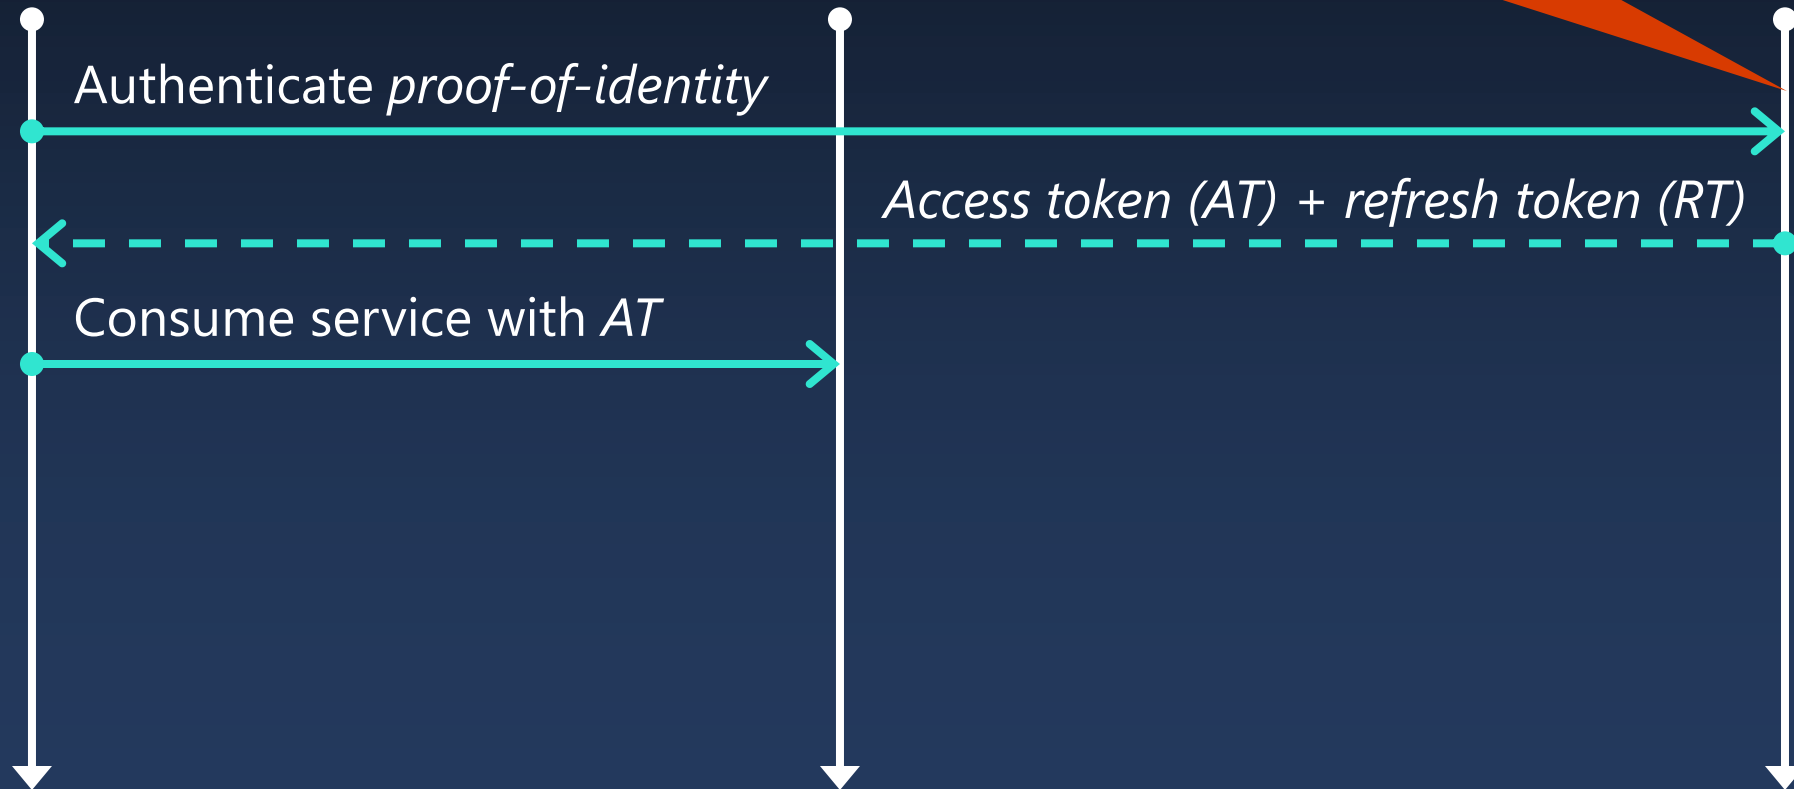 Authenticate proof-of-identity
Access token (AT) + refresh token (RT)
Consume service with AT